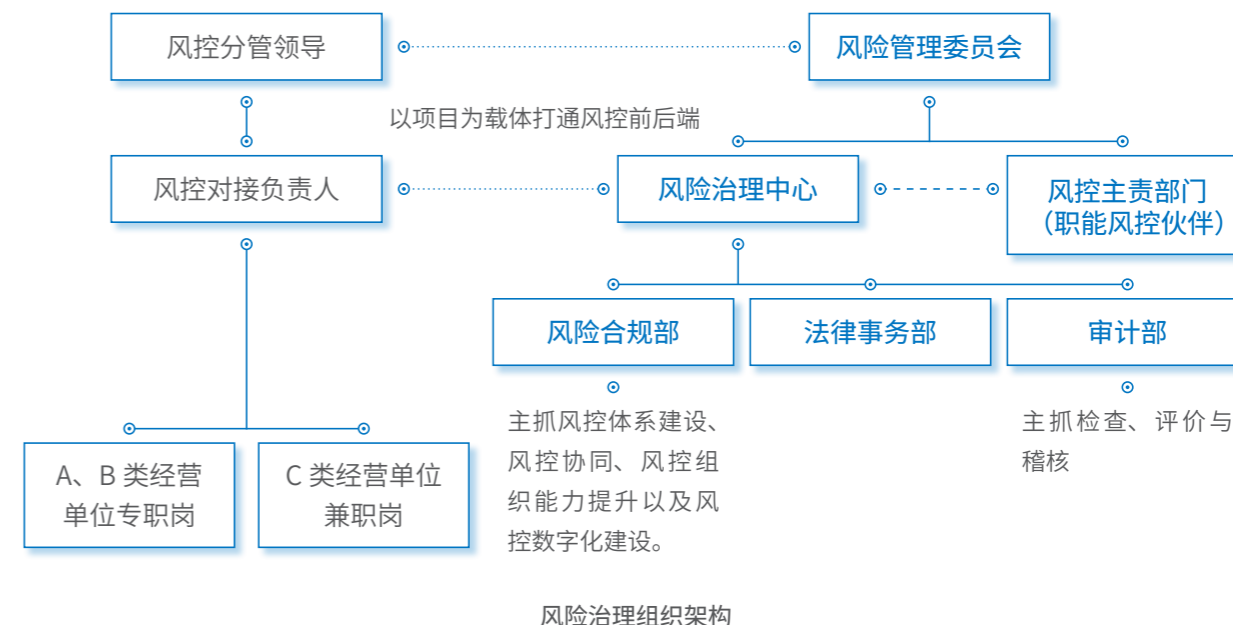 风控分管领导
风险管理委员会
以项目为载体打通风控前后端
风控对接负责人
风险治理中心
风控主责部门
（职能风控伙伴）
风险合规部
法律事务部
审计部
主抓风控体系建设、
风控协同、风控组
织能力提升以及风
控数字化建设。
主抓检查、评价与
稽核
A、B 类经营
单位专职岗
C 类经营单位
兼职岗
风险治理组织架构